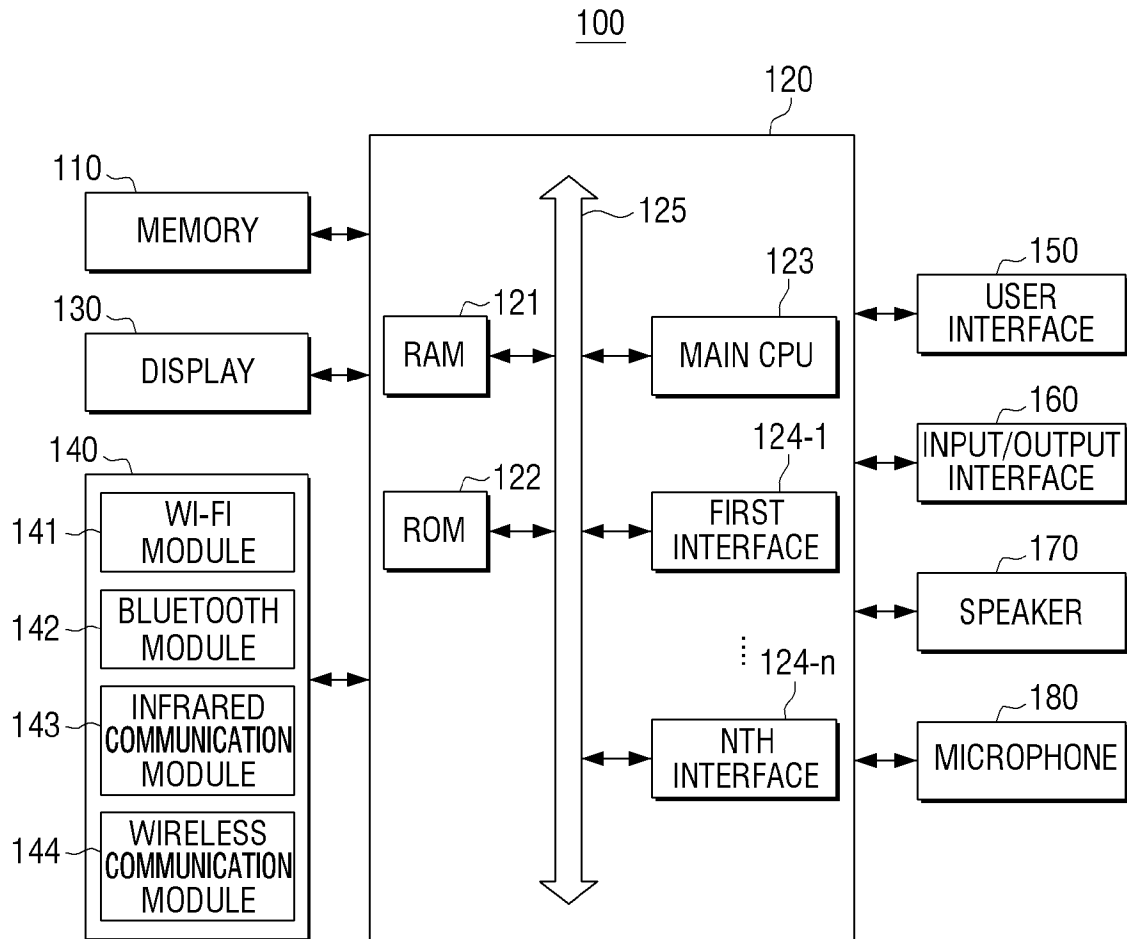 100
120
110
MEMORY
125
130
DISPLAY
121
RAM
123
MAIN CPU
150
USER
INTERFACE
140
141
WI-FI
MODULE
142
BLUETOOTH
MODULE
143
INFRARED
COMMUNICATION
MODULE
144
WIRELESS
COMMUNICATION
MODULE
122
ROM
124-1
FIRST
INTERFACE
124-n
NTH
INTERFACE
160
INPUT/OUTPUT
INTERFACE
170
SPEAKER
180
MICROPHONE